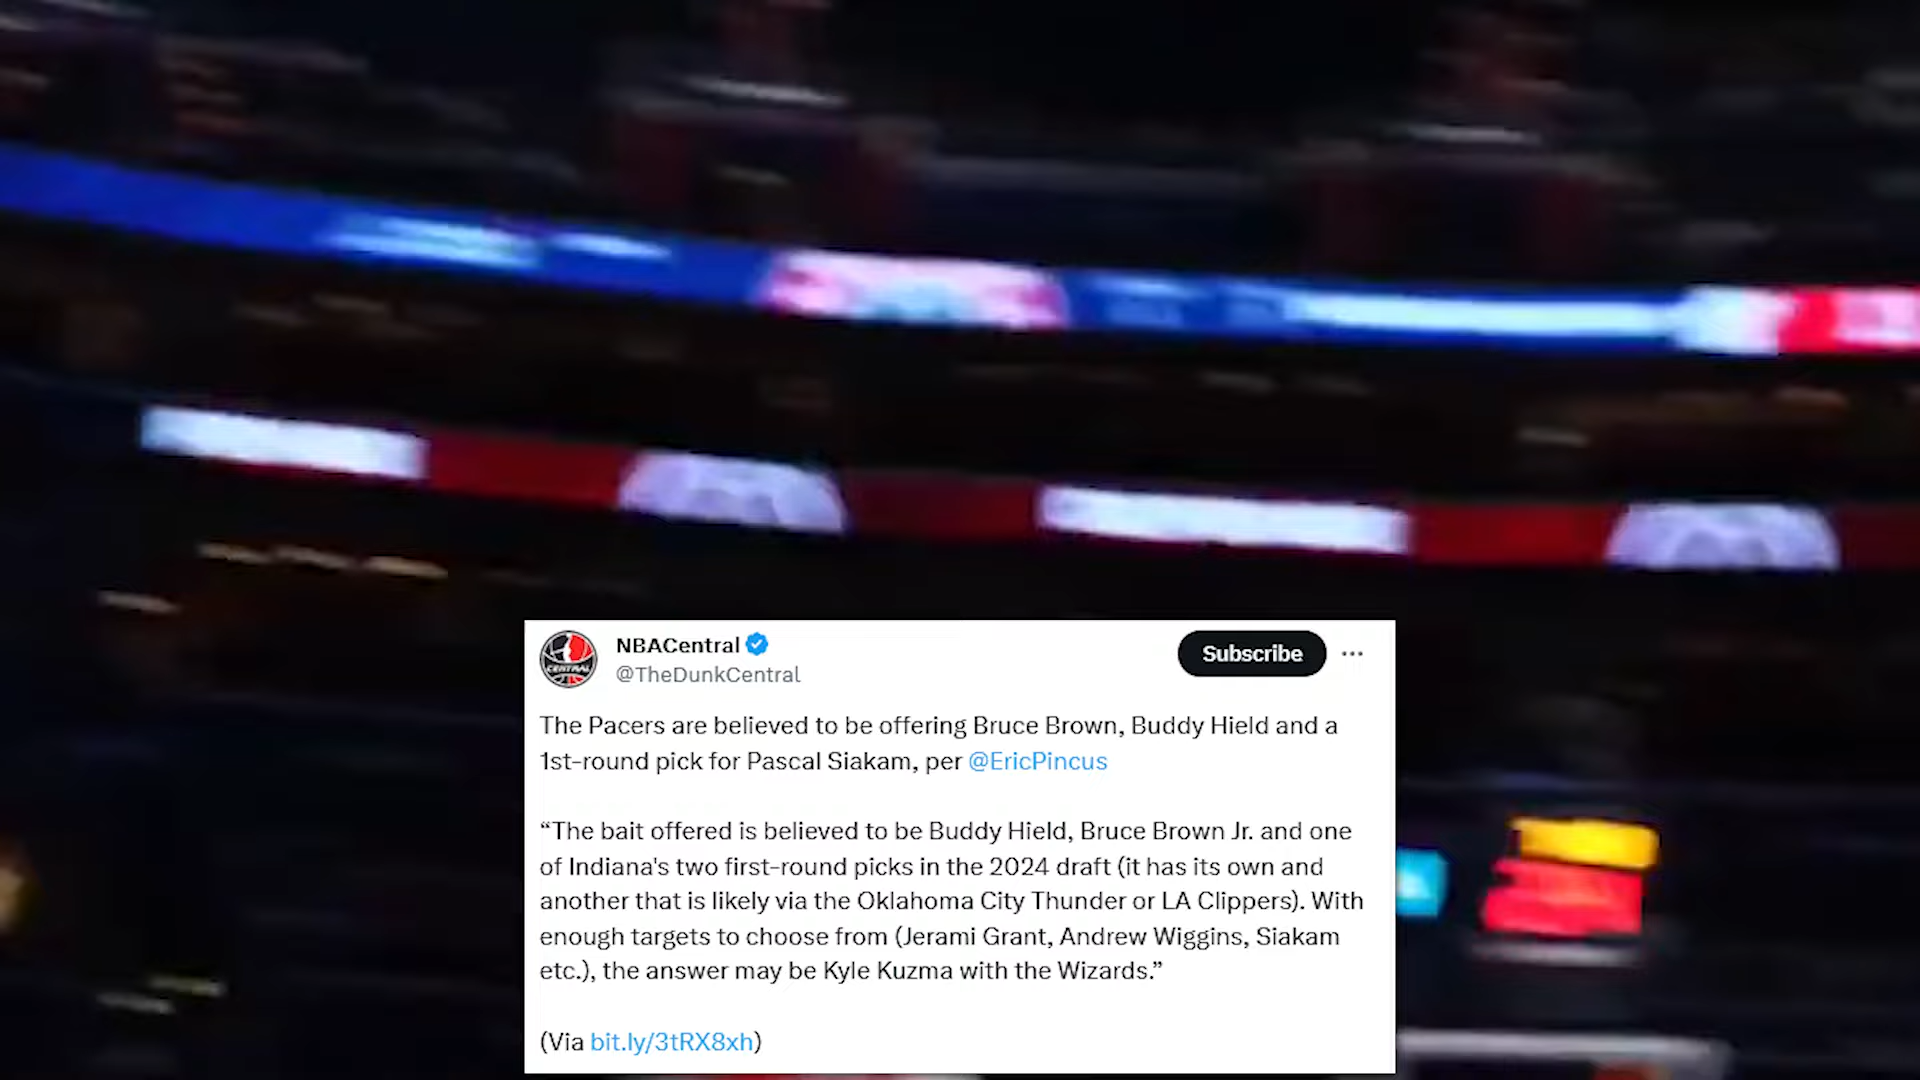 NBACentral
@TheDunkCentral
Subscribe
CENTRAL
The Pacers are believed to be offering Bruce Brown, Buddy Hield and a
1st-round pick for Pascal Siakam, per @EricPincus
“The bait offered is believed to be Buddy Hield, Bruce Brown Jr. and one
of Indiana's two first-round picks in the 2024 draft (it has its own and
another that is likely via the Oklahoma City Thunder or LA Clippers). With
enough targets to choose from (Jerami Grant, Andrew Wiggins, Siakam
etc.), the answer may be Kyle Kuzma with the Wizards.”
(Via bit.ly/3tRX8xh)